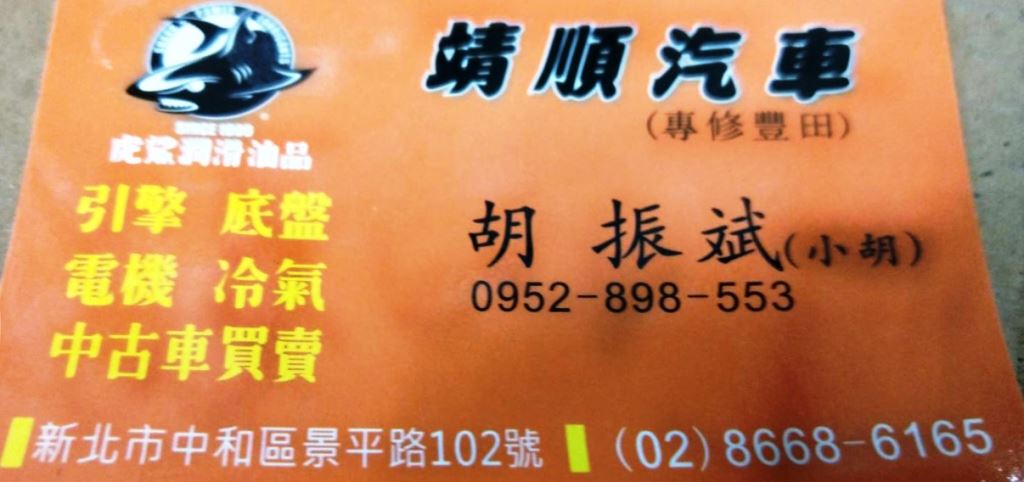 靖順汽車
(專修豐田)
虎鯊潤滑油品
引擎 底盤
電機 冷氣
中古車買賣
胡振斌(小胡)
0952-898-553
新北市中和區景平路102號
(02)8668-6165